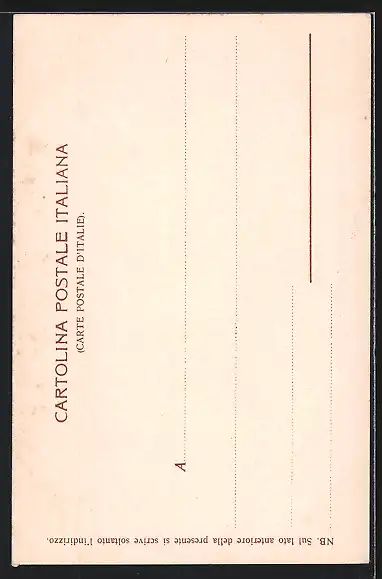 CARTOLINA POSTALE ITALIANA
(CARTE POSTALE D'ITALIE).
A
NB. Sul lato anteriore della presente si scrive soltanto l'indirizzo.